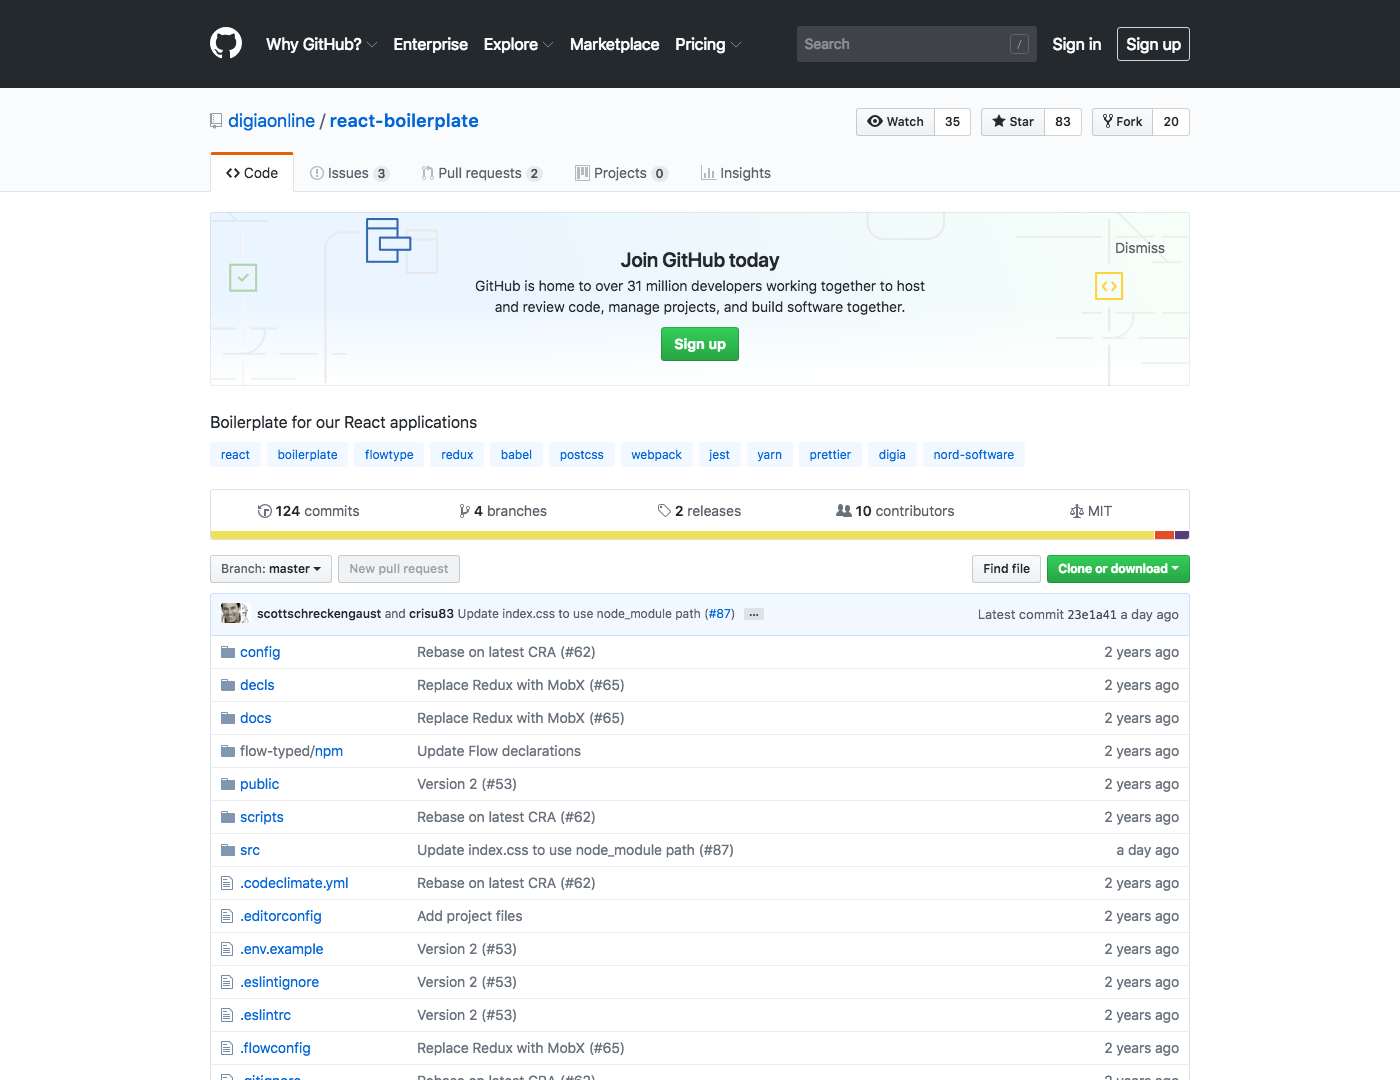 Why GitHub? Enterprise Explore Marketplace Pricing Search / Sign in Sign up
digiaonline / react-boilerplate Watch 35 Star 83 Fork 20
Code Issues 3 Pull requests 2 Projects 0 Insights
Dismiss
Join GitHub today
GitHub is home to over 31 million developers working together to host
and review code, manage projects, and build software together.
Sign up
Boilerplate for our React applications
react boilerplate flowtype redux babel postcss webpack jest yarn prettier digia nord-software
124 commits 4 branches 2 releases 10 contributors MIT
Branch: master New pull request Find file Clone or download
scottschreckengaust and crisu83 Update index.css to use node_module path (#87) … Latest commit 23e1a41 a day ago
config Rebase on latest CRA (#62) 2 years ago
decls Replace Redux with MobX (#65) 2 years ago
docs Replace Redux with MobX (#65) 2 years ago
flow-typed/npm Update Flow declarations 2 years ago
public Version 2 (#53) 2 years ago
scripts Rebase on latest CRA (#62) 2 years ago
src Update index.css to use node_module path (#87) a day ago
.codeclimate.yml Rebase on latest CRA (#62) 2 years ago
.editorconfig Add project files 2 years ago
.env.example Version 2 (#53) 2 years ago
.eslintignore Version 2 (#53) 2 years ago
.eslintrc Version 2 (#53) 2 years ago
.flowconfig Replace Redux with MobX (#65) 2 years ago
.gitignore Rebase on latest CRA (#62) 2 years ago